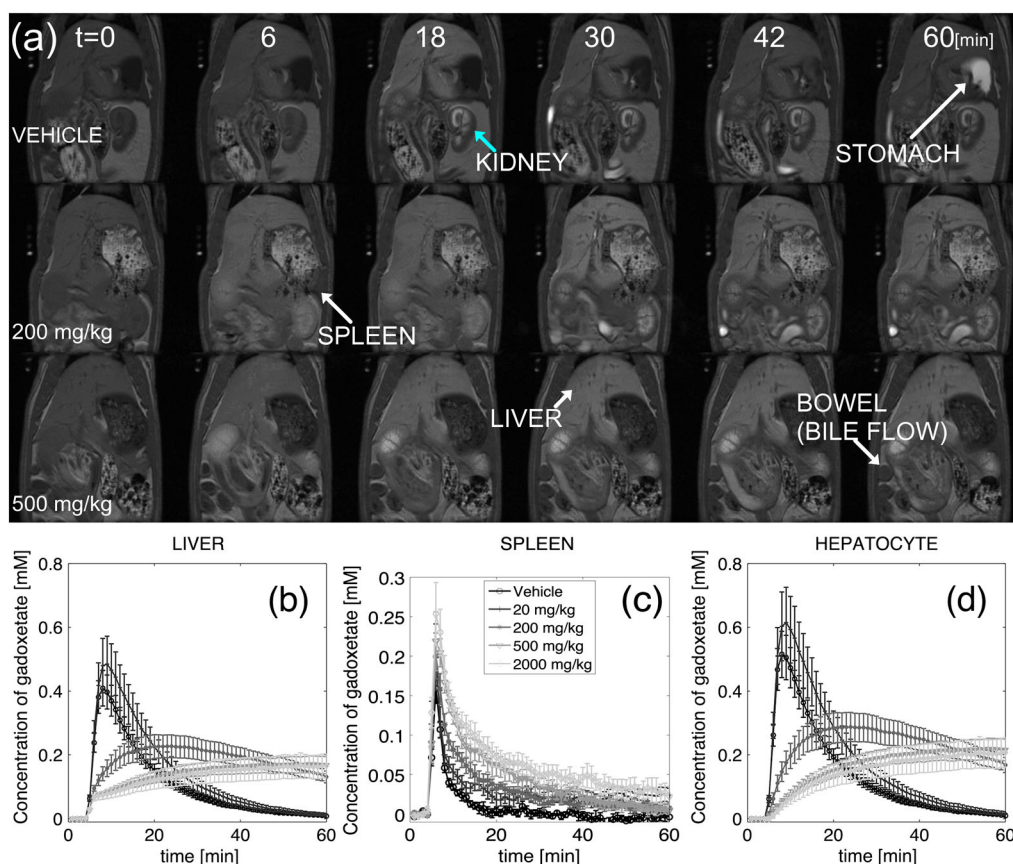 (a) t=0 6 18 30 42 60[min]
VEHICLE
KIDNEY
STOMACH
200 mg/kg
SPLEEN
LIVER
BOWEL
(BILE FLOW)
500 mg/kg
LIVER
(b)
Concentration of gadoxetate [mM]
0.8
0.6
0.4
0.2
0
0 20 40 60
time [min]
SPLEEN
(c)
Concentration of gadoxetate [mM]
0.3
0.25
0.2
0.15
0.1
0.05
0
Vehicle
20 mg/kg
200 mg/kg
500 mg/kg
2000 mg/kg
0 20 40 60
time [min]
HEPATOCYTE
(d)
Concentration of gadoxetate [mM]
0.8
0.6
0.4
0.2
0
0 20 40 60
time [min]